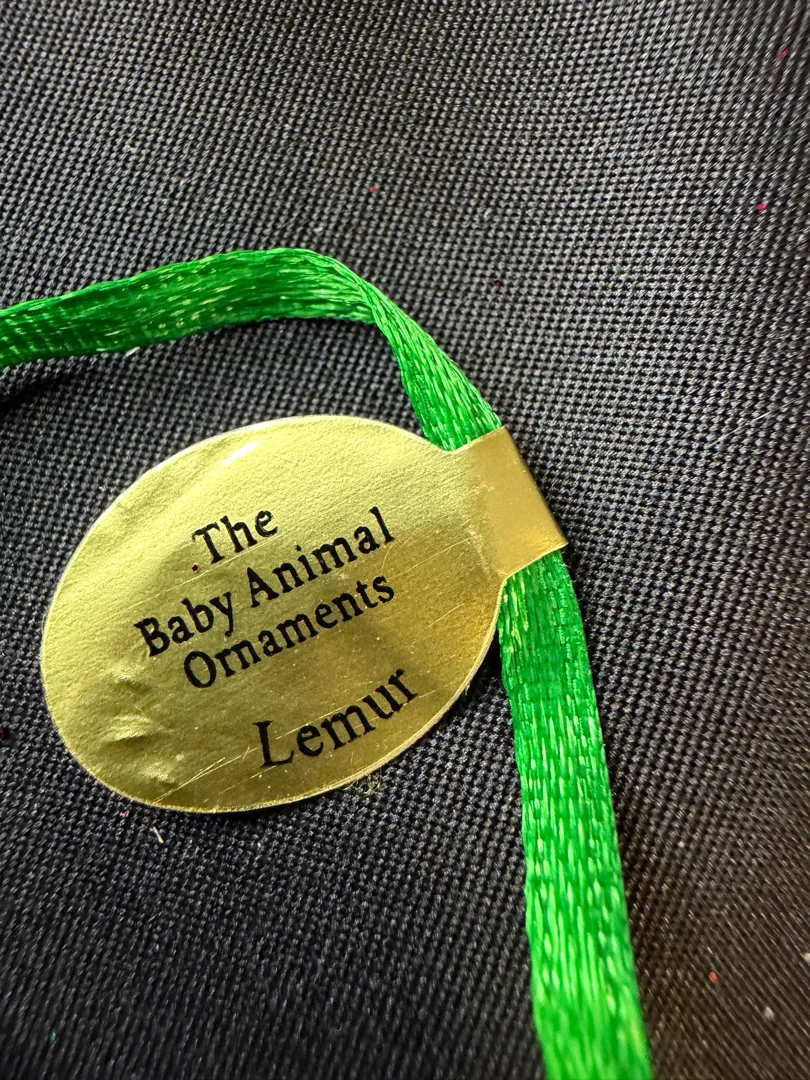 The
Baby Animal
Ornaments
Lemur